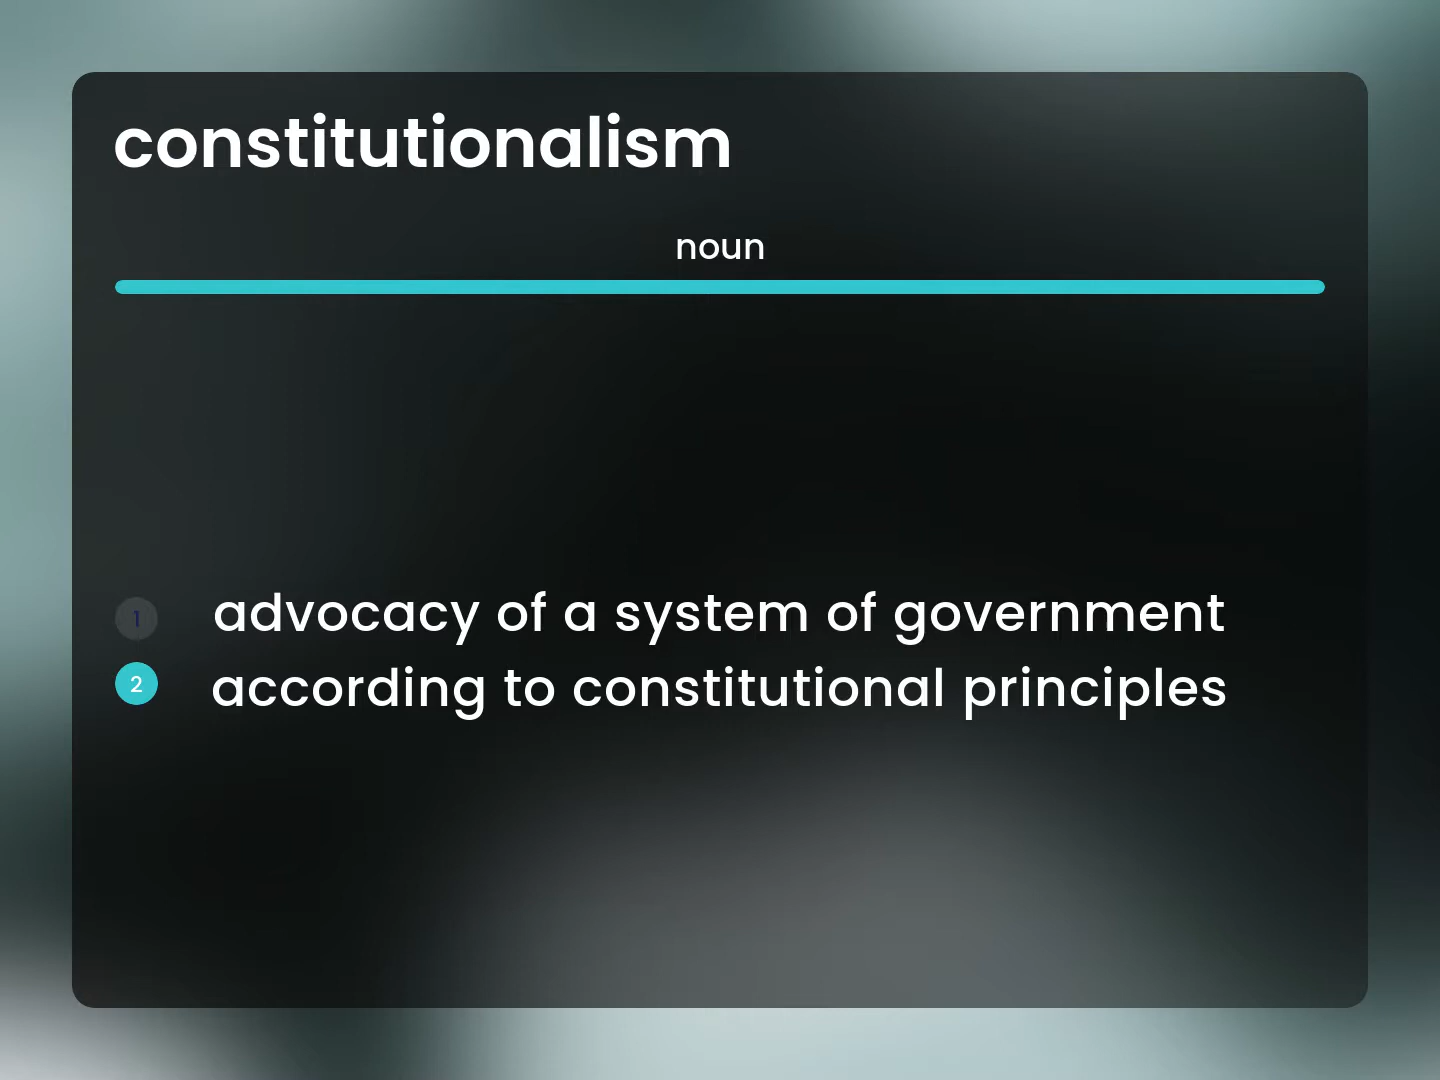 constitutionalism
noun
1
advocacy of a system of government
2
according to constitutional principles